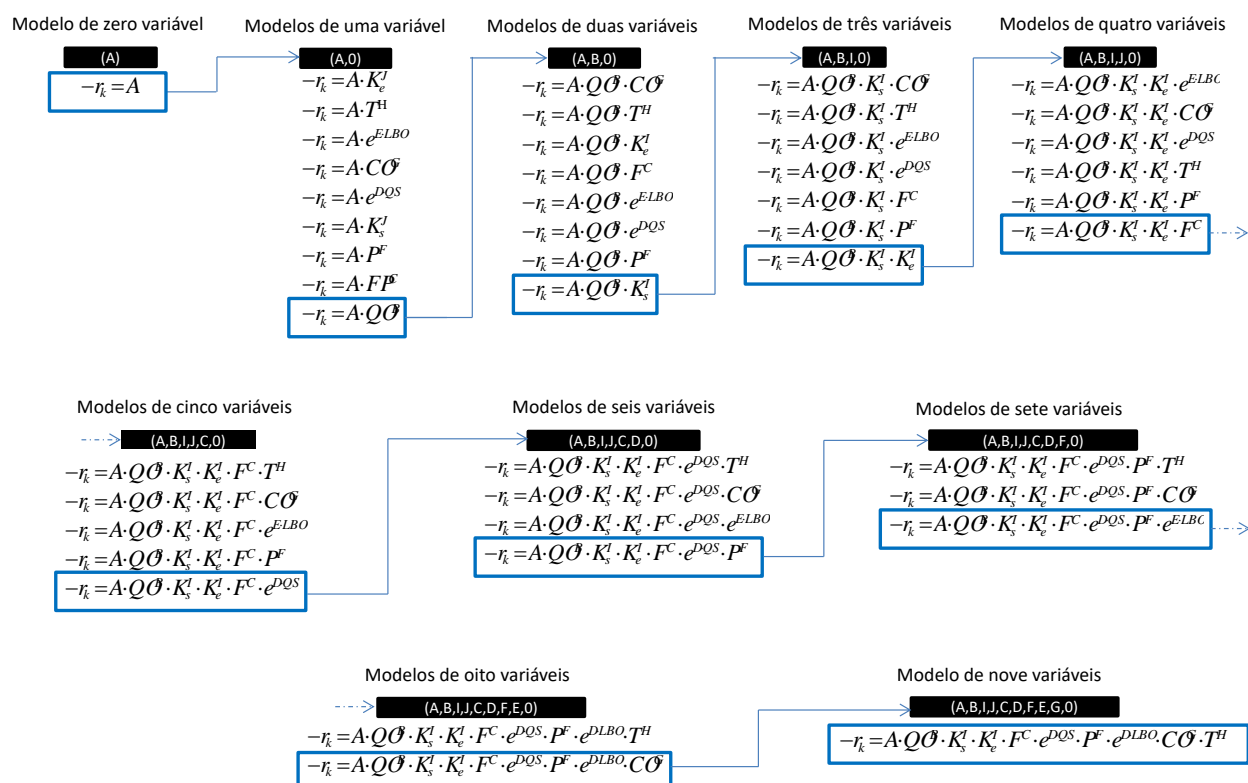 Modelo de zero variável
(A)
−r_k = A
Modelos de uma variável
(A,0)
−r_k = A·K_e^J
−r_k = A·T^H
−r_k = A·e^{E·LBO}
−r_k = A·CO^G
−r_k = A·e^{DQS}
−r_k = A·K_s^J
−r_k = A·P^F
−r_k = A·FP^C
−r_k = A·QO^B
Modelos de duas variáveis
(A,B,0)
−r_k = A·QO^B·CO^G
−r_k = A·QO^B·T^H
−r_k = A·QO^B·K_e^I
−r_k = A·QO^B·F^C
−r_k = A·QO^B·e^{E·LBO}
−r_k = A·QO^B·e^{DQS}
−r_k = A·QO^B·P^F
−r_k = A·QO^B·K_s^I
Modelos de três variáveis
(A,B,I,0)
−r_k = A·QO^B·K_s^I·CO^G
−r_k = A·QO^B·K_s^I·T^H
−r_k = A·QO^B·K_s^I·e^{E·LBO}
−r_k = A·QO^B·K_s^I·e^{DQS}
−r_k = A·QO^B·K_s^I·F^C
−r_k = A·QO^B·K_s^I·P^F
−r_k = A·QO^B·K_s^I·K_e^I
Modelos de quatro variáveis
(A,B,I,J,0)
−r_k = A·QO^B·K_s^I·K_e^I·e^{E·LBO}
−r_k = A·QO^B·K_s^I·K_e^I·CO^G
−r_k = A·QO^B·K_s^I·K_e^I·e^{DQS}
−r_k = A·QO^B·K_s^I·K_e^I·T^H
−r_k = A·QO^B·K_s^I·K_e^I·P^F
−r_k = A·QO^B·K_s^I·K_e^I·F^C
Modelos de cinco variáveis
(A,B,I,J,C,0)
−r_k = A·QO^B·K_s^I·K_e^I·F^C·T^H
−r_k = A·QO^B·K_s^I·K_e^I·F^C·CO^G
−r_k = A·QO^B·K_s^I·K_e^I·F^C·e^{E·LBO}
−r_k = A·QO^B·K_s^I·K_e^I·F^C·P^F
−r_k = A·QO^B·K_s^I·K_e^I·F^C·e^{DQS}
Modelos de seis variáveis
(A,B,I,J,C,D,0)
−r_k = A·QO^B·K_s^I·K_e^I·F^C·e^{DQS}·T^H
−r_k = A·QO^B·K_s^I·K_e^I·F^C·e^{DQS}·CO^G
−r_k = A·QO^B·K_s^I·K_e^I·F^C·e^{DQS}·e^{E·LBO}
−r_k = A·QO^B·K_s^I·K_e^I·F^C·e^{DQS}·P^F
Modelos de sete variáveis
(A,B,I,J,C,D,F,0)
−r_k = A·QO^B·K_s^I·K_e^I·F^C·e^{DQS}·P^F·T^H
−r_k = A·QO^B·K_s^I·K_e^I·F^C·e^{DQS}·P^F·CO^G
−r_k = A·QO^B·K_s^I·K_e^I·F^C·e^{DQS}·P^F·e^{E·LBO}
Modelos de oito variáveis
(A,B,I,J,C,D,F,E,0)
−r_k = A·QO^B·K_s^I·K_e^I·F^C·e^{DQS}·P^F·e^{DLBO}·T^H
−r_k = A·QO^B·K_s^I·K_e^I·F^C·e^{DQS}·P^F·e^{DLBO}·CO^G
Modelo de nove variáveis
(A,B,I,J,C,D,F,E,G,0)
−r_k = A·QO^B·K_s^I·K_e^I·F^C·e^{DQS}·P^F·e^{DLBO}·CO^G·T^H